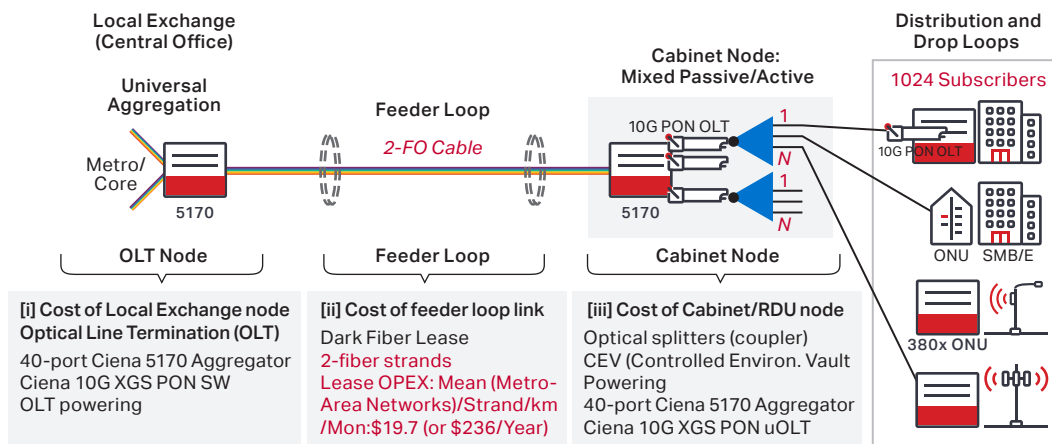 Local Exchange
(Central Office)
Universal
Aggregation
Metro/
Core
5170
OLT Node
Feeder Loop
2-FO Cable
Feeder Loop
Cabinet Node:
Mixed Passive/Active
10G PON OLT
1
N
1
N
5170
Cabinet Node
Distribution and
Drop Loops
1024 Subscribers
10G PON OLT
ONU
SMB/E
380x ONU
[i] Cost of Local Exchange node
Optical Line Termination (OLT)
40-port Ciena 5170 Aggregator
Ciena 10G XGS PON SW
OLT powering
[ii] Cost of feeder loop link
Dark Fiber Lease
2-fiber strands
Lease OPEX: Mean (Metro-
Area Networks)/Strand/km
/Mon:$19.7 (or $236/Year)
[iii] Cost of Cabinet/RDU node
Optical splitters (coupler)
CEV (Controlled Environ. Vault
Powering
40-port Ciena 5170 Aggregator
Ciena 10G XGS PON uOLT